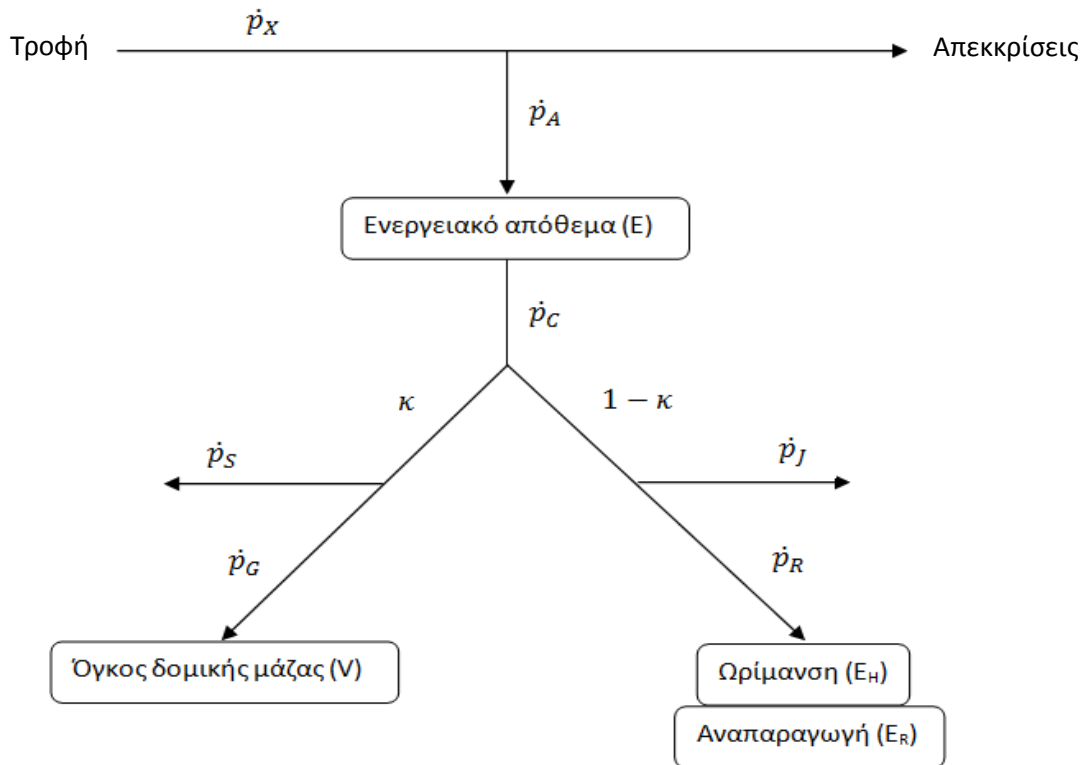 ṗ_X
Τροφή
Απεκκρίσεις
ṗ_A
Ενεργειακό απόθεμα (E)
ṗ_C
κ
1 − κ
ṗ_S
ṗ_J
ṗ_G
ṗ_R
Όγκος δομικής μάζας (V)
Ωρίμανση (E_H)
Αναπαραγωγή (E_R)